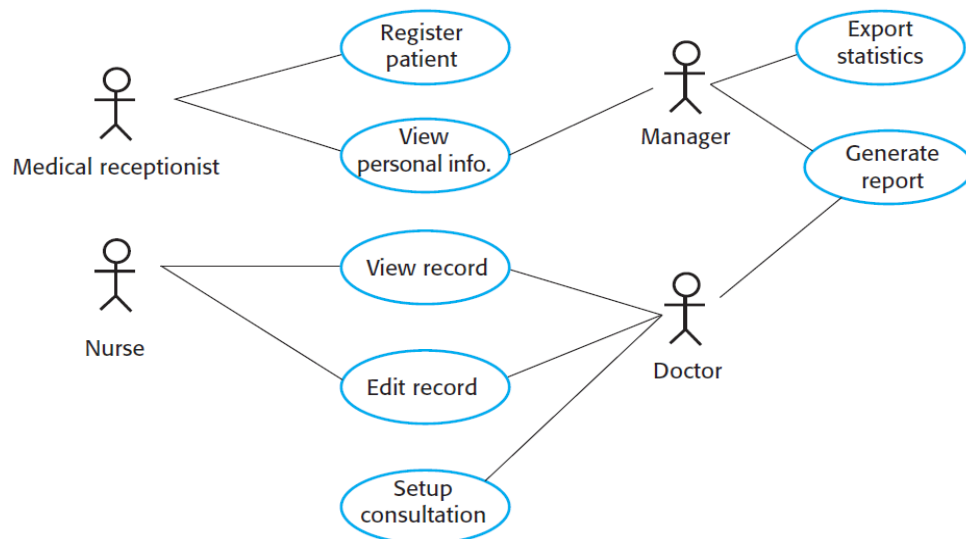 Register
patient
Export
statistics
Medical receptionist
View
personal info.
Manager
Generate
report
View record
Nurse
Edit record
Doctor
Setup
consultation